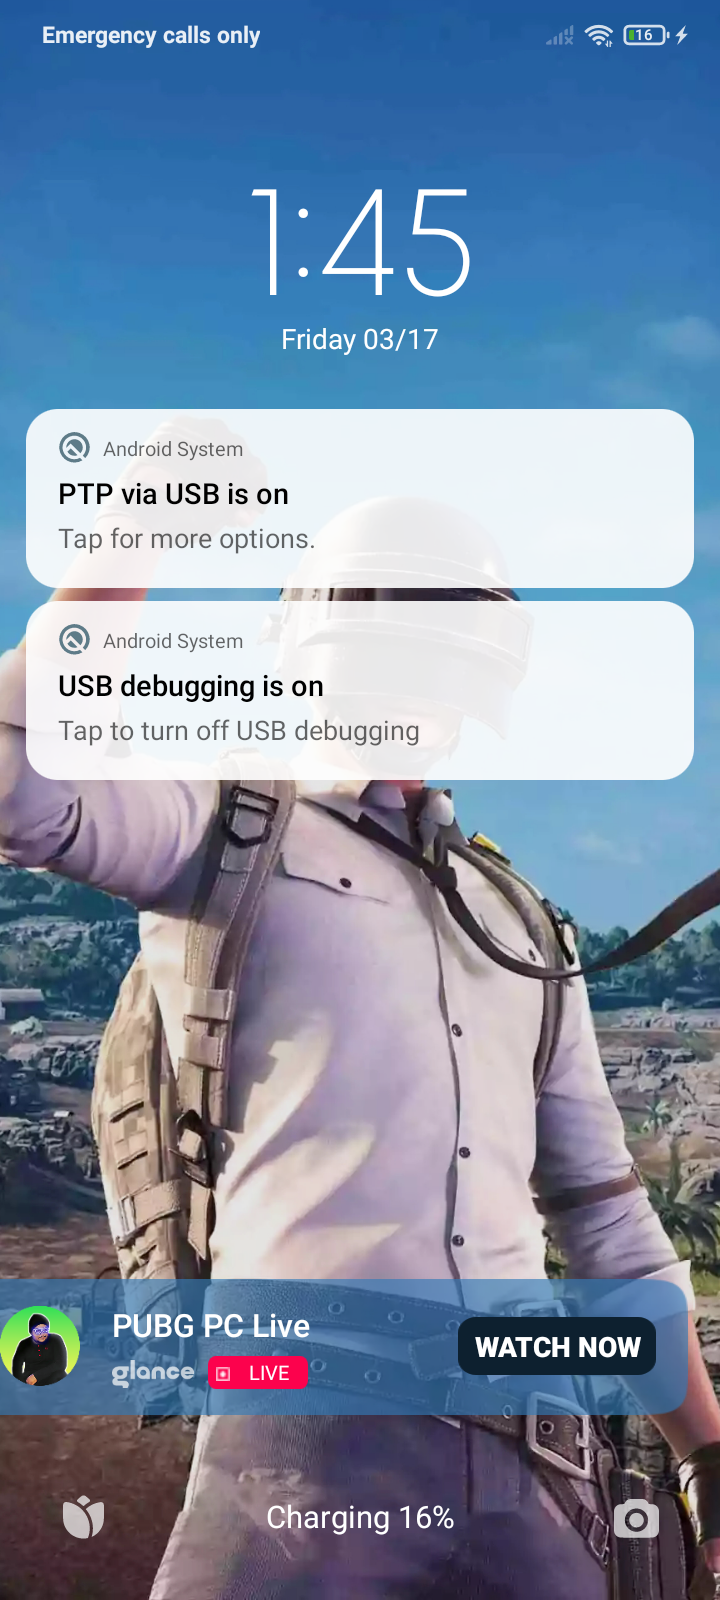 Emergency calls only
16
1:45
Friday 03/17
Android System
PTP via USB is on
Tap for more options.
Android System
USB debugging is on
Tap to turn off USB debugging
PUBG PC Live
WATCH NOW
glance LIVE
Charging 16%